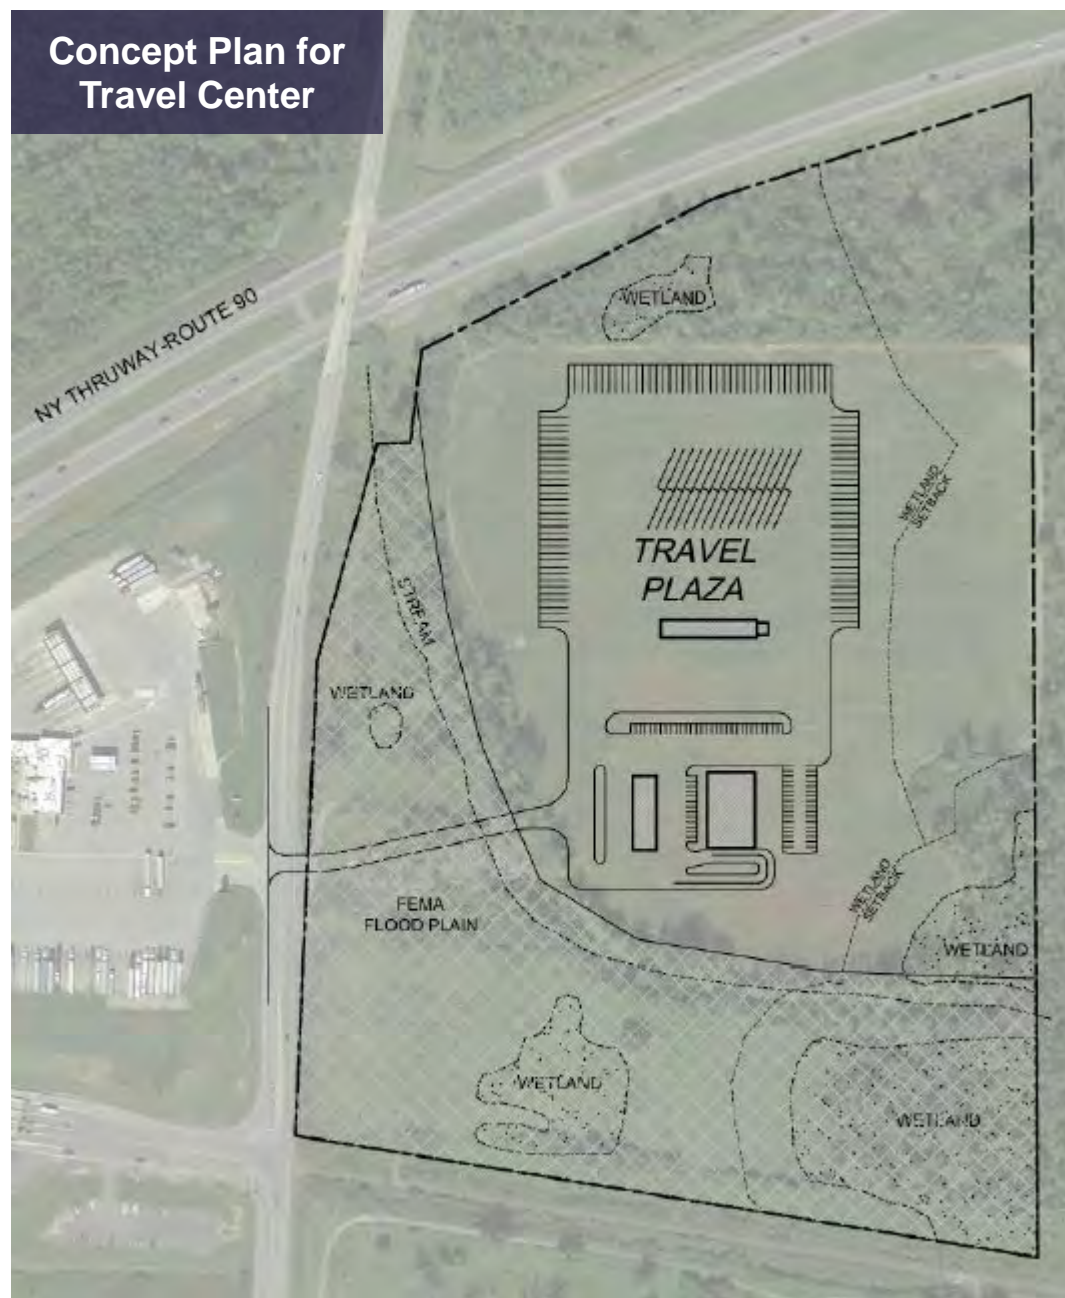 Concept Plan for
Travel Center
NY THRUWAY-ROUTE 90
WETLAND
WETLAND
SETBACK
TRAVEL
PLAZA
STREAM
WETLAND
WETLAND
SETBACK
FEMA
FLOOD PLAIN
WETLAND
WETLAND
WETLAND